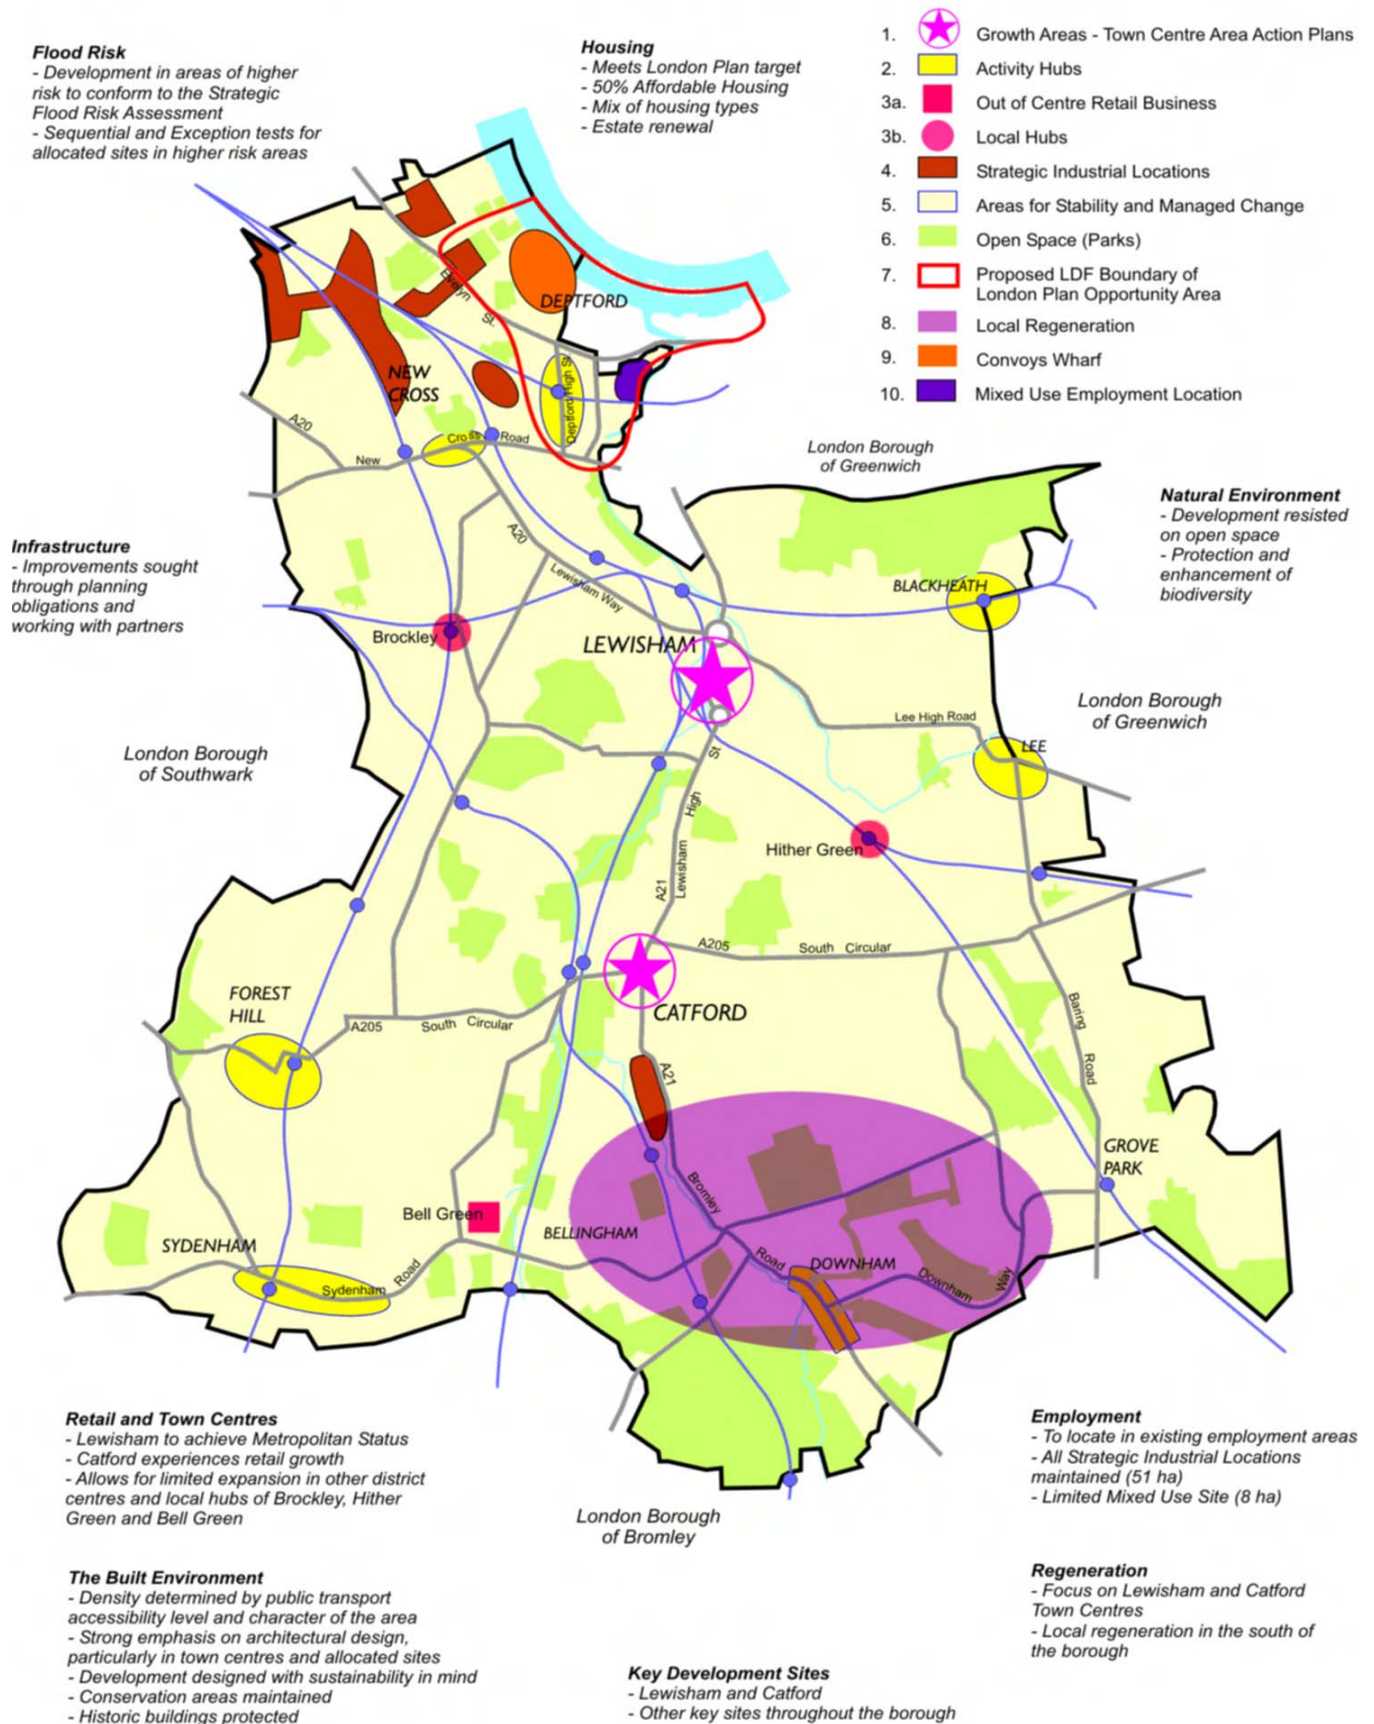 Flood Risk
- Development in areas of higher
risk to conform to the Strategic
Flood Risk Assessment
- Sequential and Exception tests for
allocated sites in higher risk areas
Housing
- Meets London Plan target
- 50% Affordable Housing
- Mix of housing types
- Estate renewal
1. Growth Areas - Town Centre Area Action Plans
2. Activity Hubs
3a. Out of Centre Retail Business
3b. Local Hubs
4. Strategic Industrial Locations
5. Areas for Stability and Managed Change
6. Open Space (Parks)
7. Proposed LDF Boundary of
London Plan Opportunity Area
8. Local Regeneration
9. Convoys Wharf
10. Mixed Use Employment Location
Evelyn
St.
DEPTFORD
NEW
CROSS
Deptford High St
A20
New
Cross
Road
London Borough
of Greenwich
Natural Environment
- Development resisted
on open space
- Protection and
enhancement of
biodiversity
Infrastructure
- Improvements sought
through planning
obligations and
working with partners
A20
Lewisham Way
BLACKHEATH
Brockley
LEWISHAM
London Borough
of Greenwich
Lee High Road
LEE
London Borough
of Southwark
St
High
Lewisham
A21
Hither Green
A205
South Circular
FOREST
HILL
CATFORD
A205
South Circular
Baring
Road
A21
GROVE
PARK
Bromley
Road
Bell Green
BELLINGHAM
SYDENHAM
DOWNHAM
Downham
Way
Sydenham
Road
Retail and Town Centres
- Lewisham to achieve Metropolitan Status
- Catford experiences retail growth
- Allows for limited expansion in other district
centres and local hubs of Brockley, Hither
Green and Bell Green
Employment
- To locate in existing employment areas
- All Strategic Industrial Locations
maintained (51 ha)
- Limited Mixed Use Site (8 ha)
London Borough
of Bromley
The Built Environment
- Density determined by public transport
accessibility level and character of the area
- Strong emphasis on architectural design,
particularly in town centres and allocated sites
- Development designed with sustainability in mind
- Conservation areas maintained
- Historic buildings protected
Regeneration
- Focus on Lewisham and Catford
Town Centres
- Local regeneration in the south of
the borough
Key Development Sites
- Lewisham and Catford
- Other key sites throughout the borough